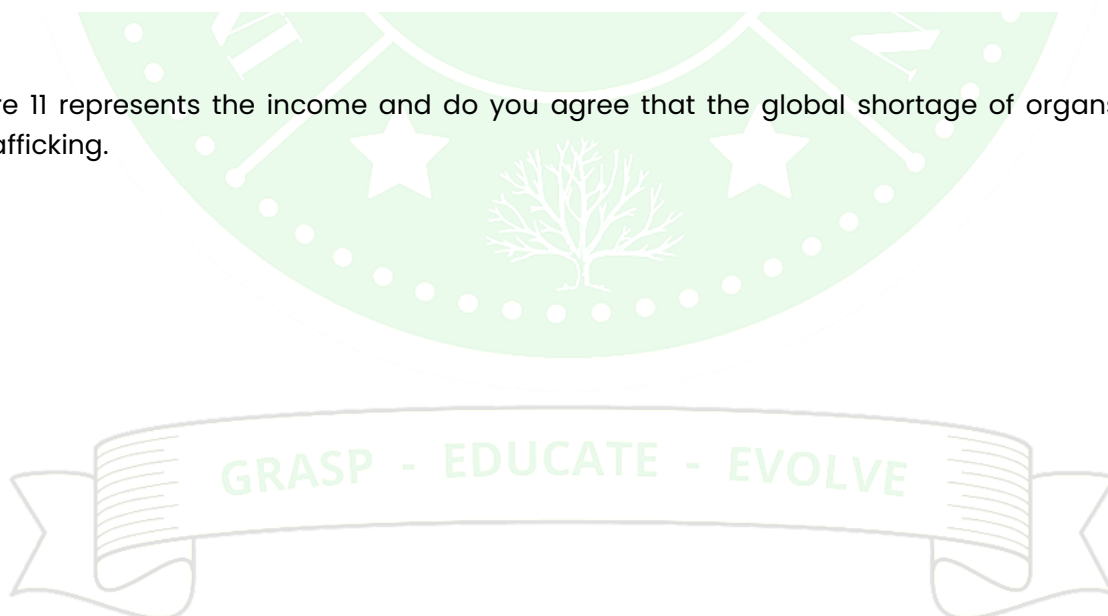 re 11 represents the income and do you agree that the global shortage of organs
afficking.
GRASP - EDUCATE - EVOLVE